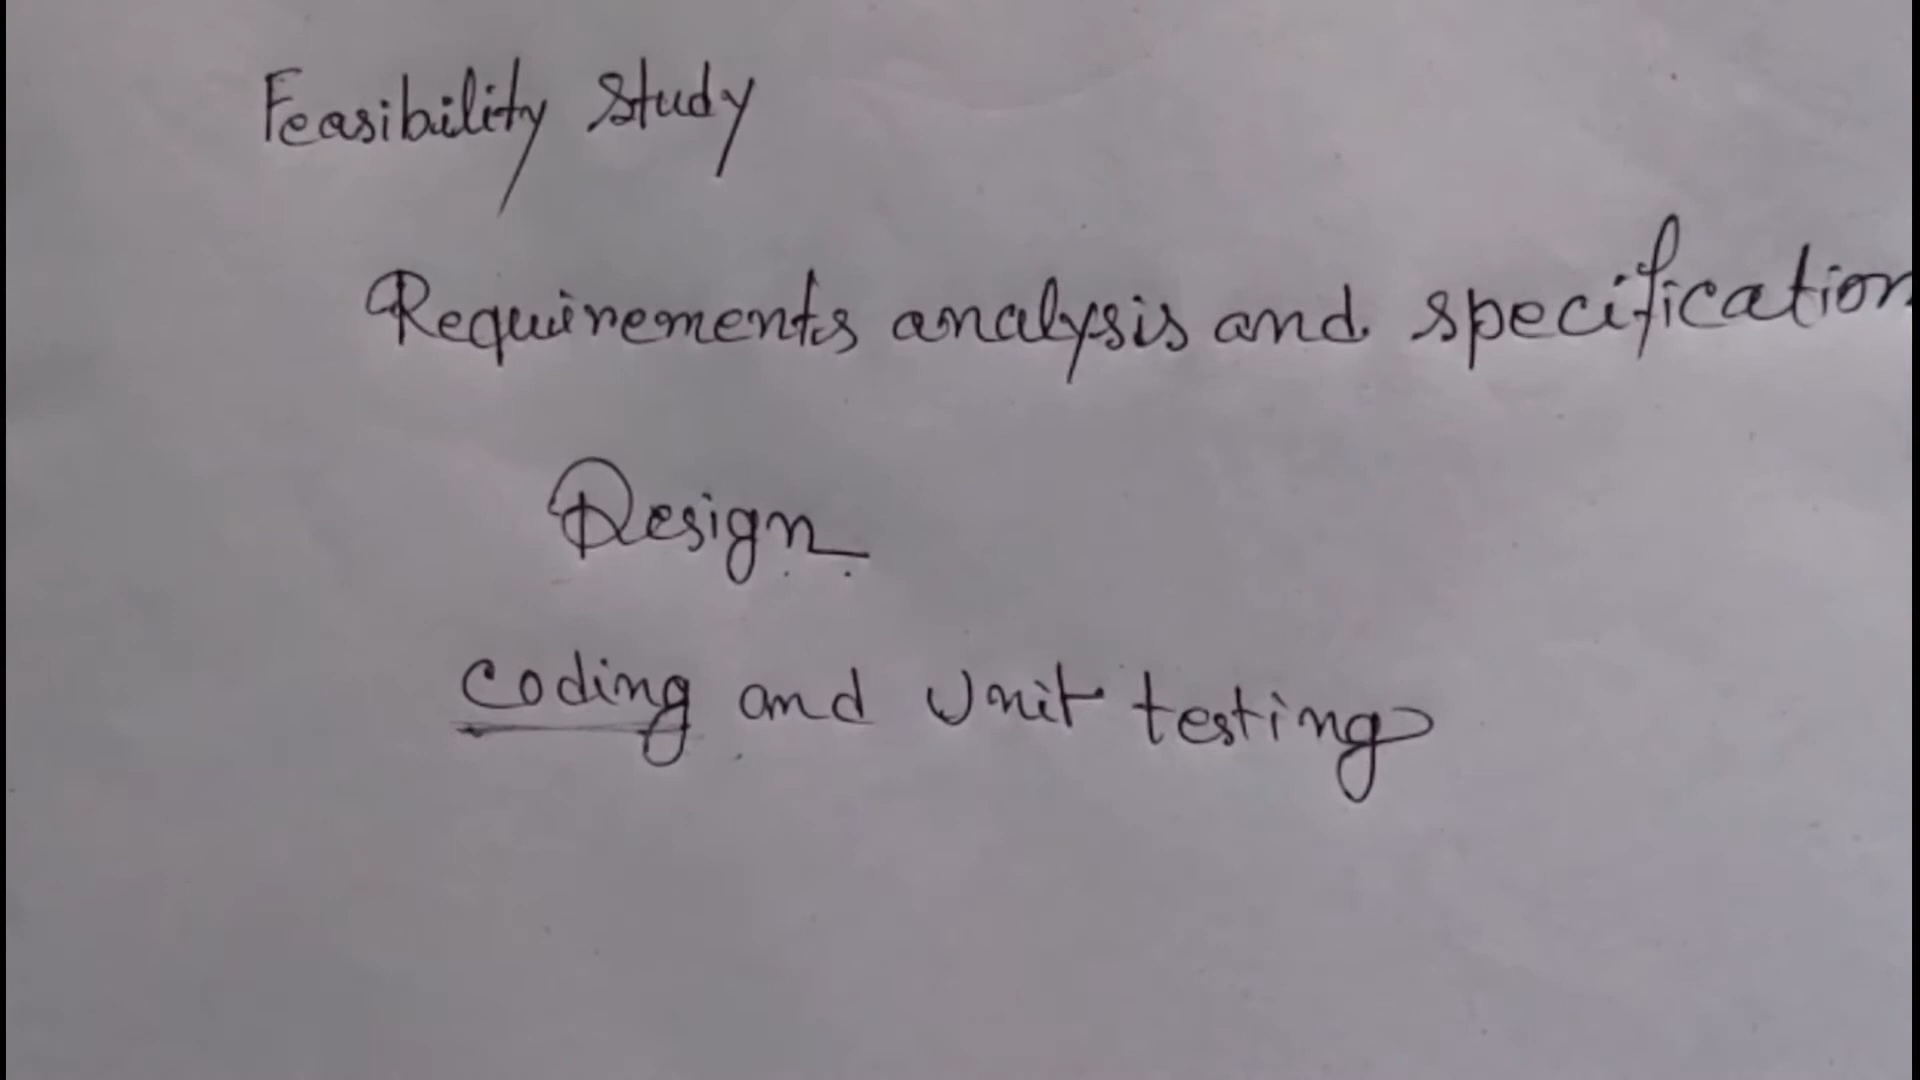 Feasibility study
Requirements analysis and specification
Design
Coding and Unit testing